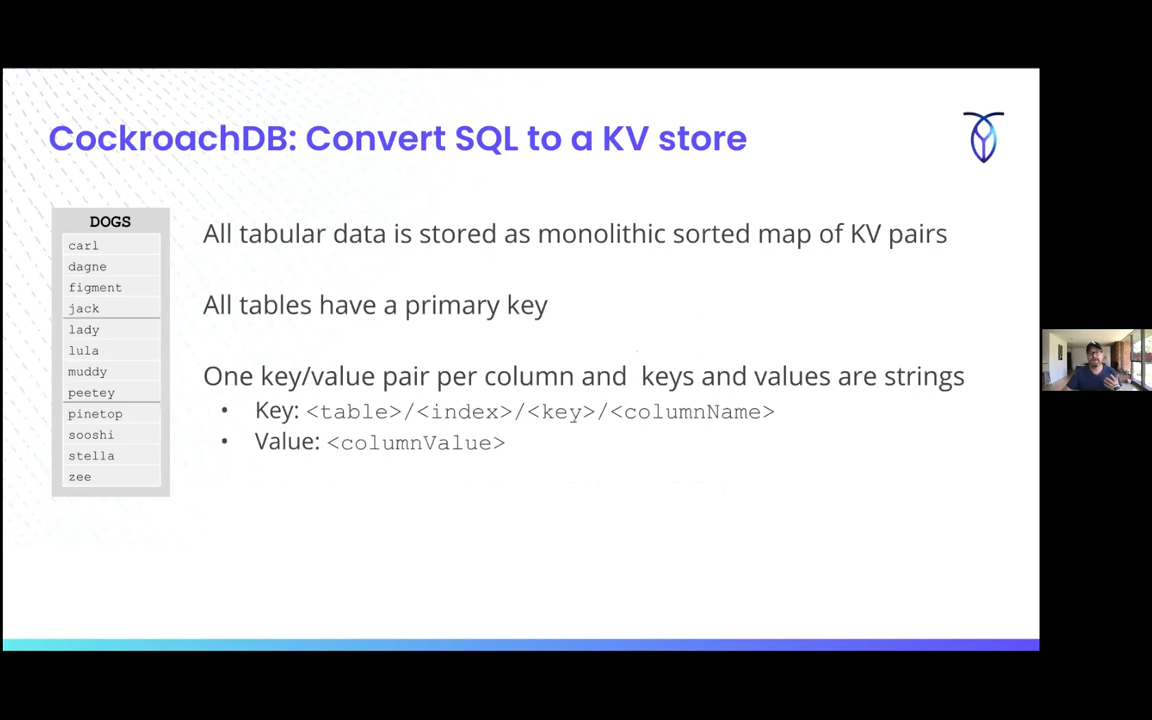 CockroachDB: Convert SQL to a KV store
DOGS
carl
dagne
figment
jack
lady
lula
muddy
peetey
pinetop
sooshi
stella
zee
All tabular data is stored as monolithic sorted map of KV pairs
All tables have a primary key
One key/value pair per column and keys and values are strings
• Key: <table>/<index>/<key>/<columnName>
• Value: <columnValue>